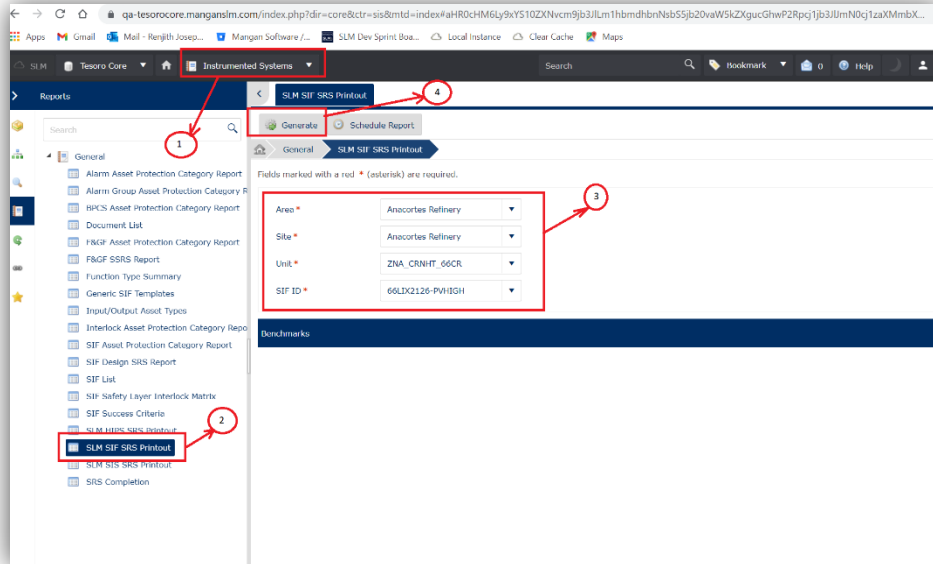 qa-tesorocore.manganslm.com/index.php?dir=core&ctr=sis&mtd=index
Apps Gmail Mail - Renjith Josep... Mangan Software /... SLM Dev Sprint Boa... Local Instance Clear Cache Maps
SLM Tesoro Core Instrumented Systems Search Bookmark 0 Help
Reports SLM SIF SRS Printout 4
Search 1 Generate Schedule Report
General General SLM SIF SRS Printout
Alarm Asset Protection Category Report Fields marked with a red * (asterisk) are required.
Alarm Group Asset Protection Category R
BPCS Asset Protection Category Report Area * Anacortes Refinery 3
Document List
F&GF Asset Protection Category Report Site * Anacortes Refinery
F&GF SSRS Report
Function Type Summary Unit * ZNA_CRNHT_66CR
Generic SIF Templates SIF ID * 66LIX2126-PVHIGH
Input/Output Asset Types
Interlock Asset Protection Category Repo Benchmarks
SIF Asset Protection Category Report
SIF Design SRS Report
SIF List
SIF Safety Layer Interlock Matrix
SIF Success Criteria
SLM HIPS SRS Printout 2
SLM SIF SRS Printout
SLM SIS SRS Printout
SRS Completion